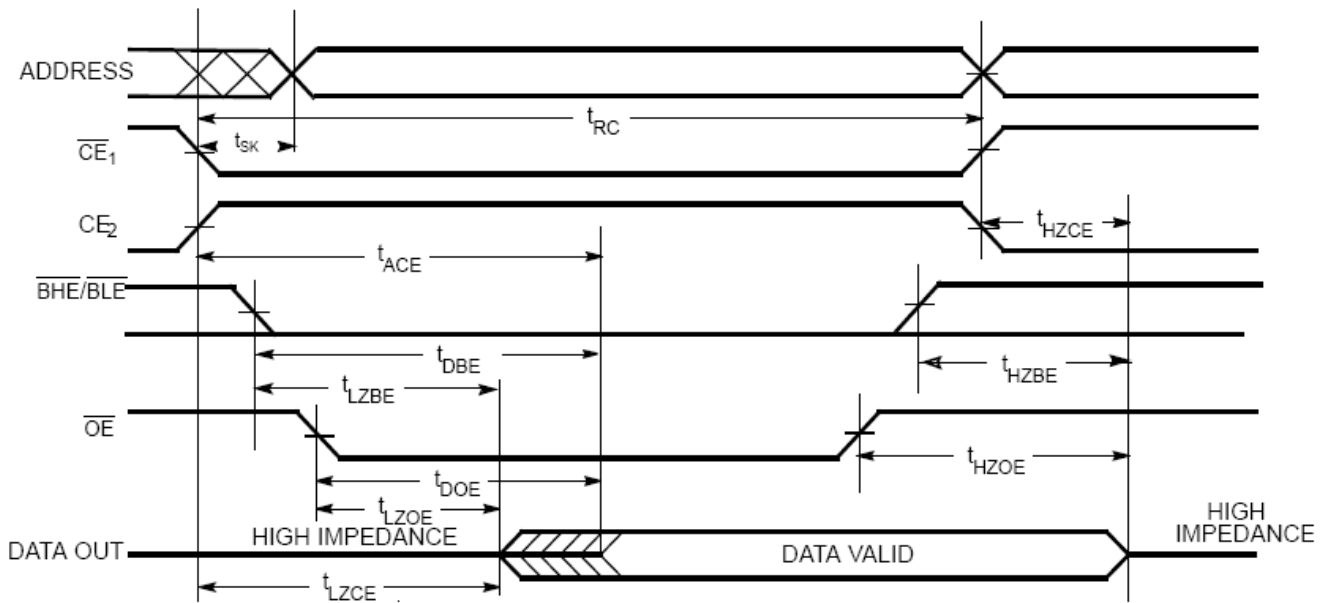 ADDRESS
tRC
CE1
tSK
CE2
tHZCE
tACE
BHE/BLE
tDBE
tHZBE
tLZBE
OE
tHZOE
tDOE
tLZOE
HIGH IMPEDANCE
HIGH
IMPEDANCE
DATA OUT
DATA VALID
tLZCE